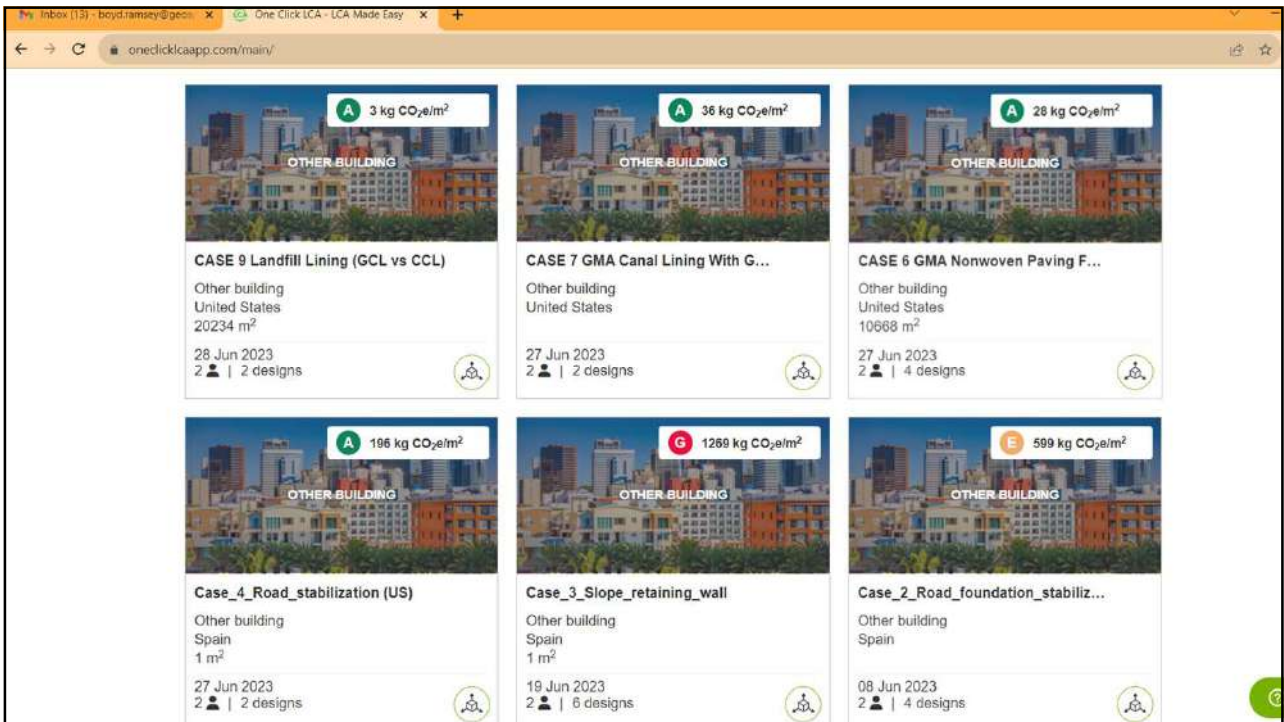 Inbox (13) - boyd.ramsey@geos
One Click LCA - LCA Made Easy
oneclicklcaapp.com/main/
A 3 kg CO₂e/m²
OTHER BUILDING
CASE 9 Landfill Lining (GCL vs CCL)
Other building
United States
20234 m²
28 Jun 2023
2 | 2 designs
A 36 kg CO₂e/m²
OTHER BUILDING
CASE 7 GMA Canal Lining With G...
Other building
United States
27 Jun 2023
2 | 2 designs
A 28 kg CO₂e/m²
OTHER BUILDING
CASE 6 GMA Nonwoven Paving F...
Other building
United States
10668 m²
27 Jun 2023
2 | 4 designs
A 196 kg CO₂e/m²
OTHER BUILDING
Case_4_Road_stabilization (US)
Other building
Spain
1 m²
27 Jun 2023
2 | 2 designs
G 1269 kg CO₂e/m²
OTHER BUILDING
Case_3_Slope_retaining_wall
Other building
Spain
1 m²
19 Jun 2023
2 | 6 designs
E 599 kg CO₂e/m²
OTHER BUILDING
Case_2_Road_foundation_stabiliz...
Other building
Spain
08 Jun 2023
2 | 4 designs